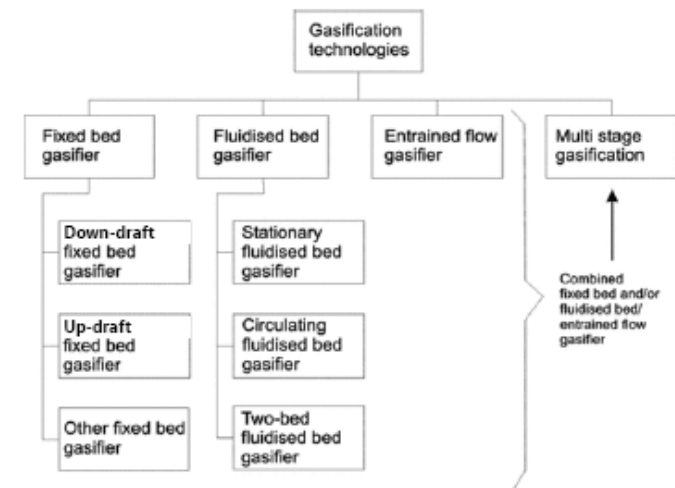 Gasification
technologies
Fixed bed
gasifier
Fluidised bed
gasifier
Entrained flow
gasifier
Multi stage
gasification
Down-draft
fixed bed
gasifier
Stationary
fluidised bed
gasifier
Combined
fixed bed and/or
fluidised bed/
entrained flow
gasifier
Up-draft
fixed bed
gasifier
Circulating
fluidised bed
gasifier
Other fixed bed
gasifier
Two-bed
fluidised bed
gasifier